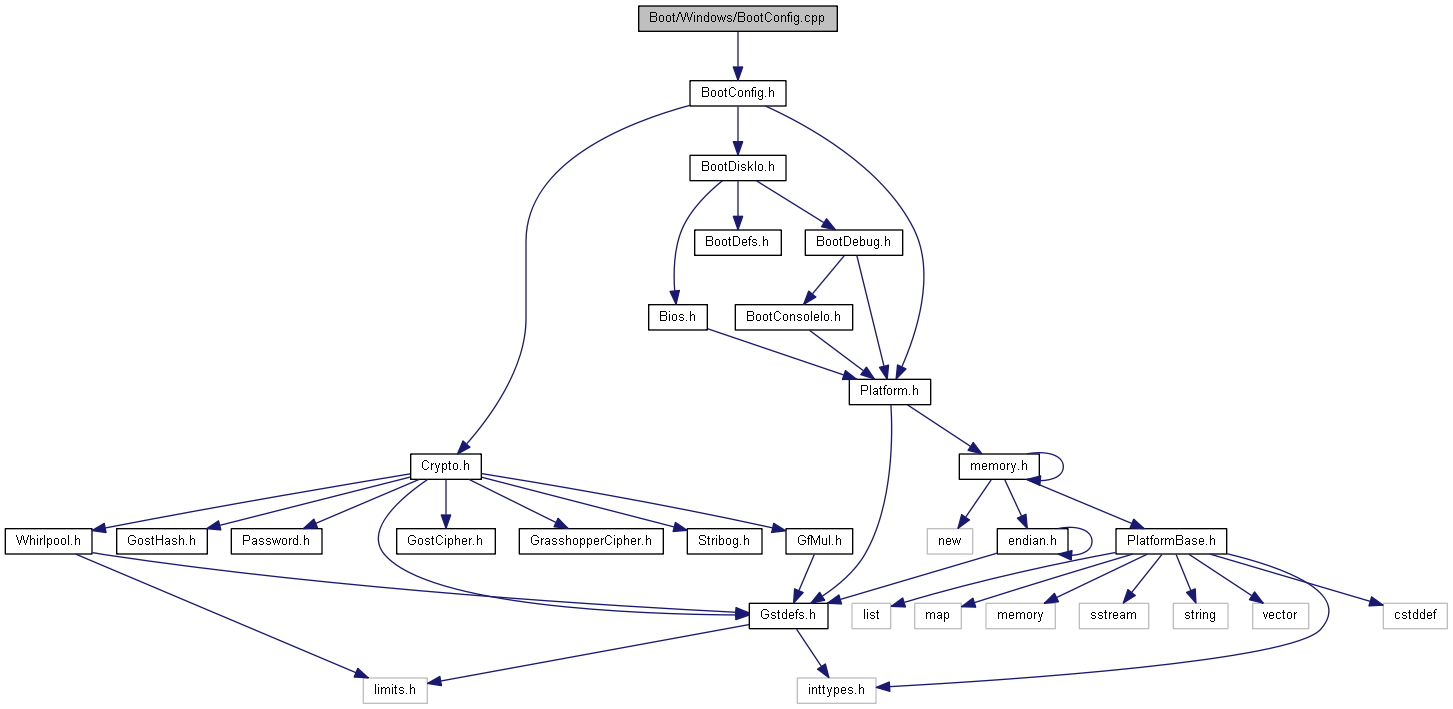 Boot/Windows/BootConfig.cpp
BootConfig.h
BootDiskIo.h
BootDefs.h
BootDebug.h
Bios.h
BootConsoleIo.h
Platform.h
Crypto.h
memory.h
Whirlpool.h
GostHash.h
Password.h
GostCipher.h
GrasshopperCipher.h
Stribog.h
GfMul.h
new
endian.h
PlatformBase.h
Gstdefs.h
list
map
memory
sstream
string
vector
cstddef
limits.h
inttypes.h